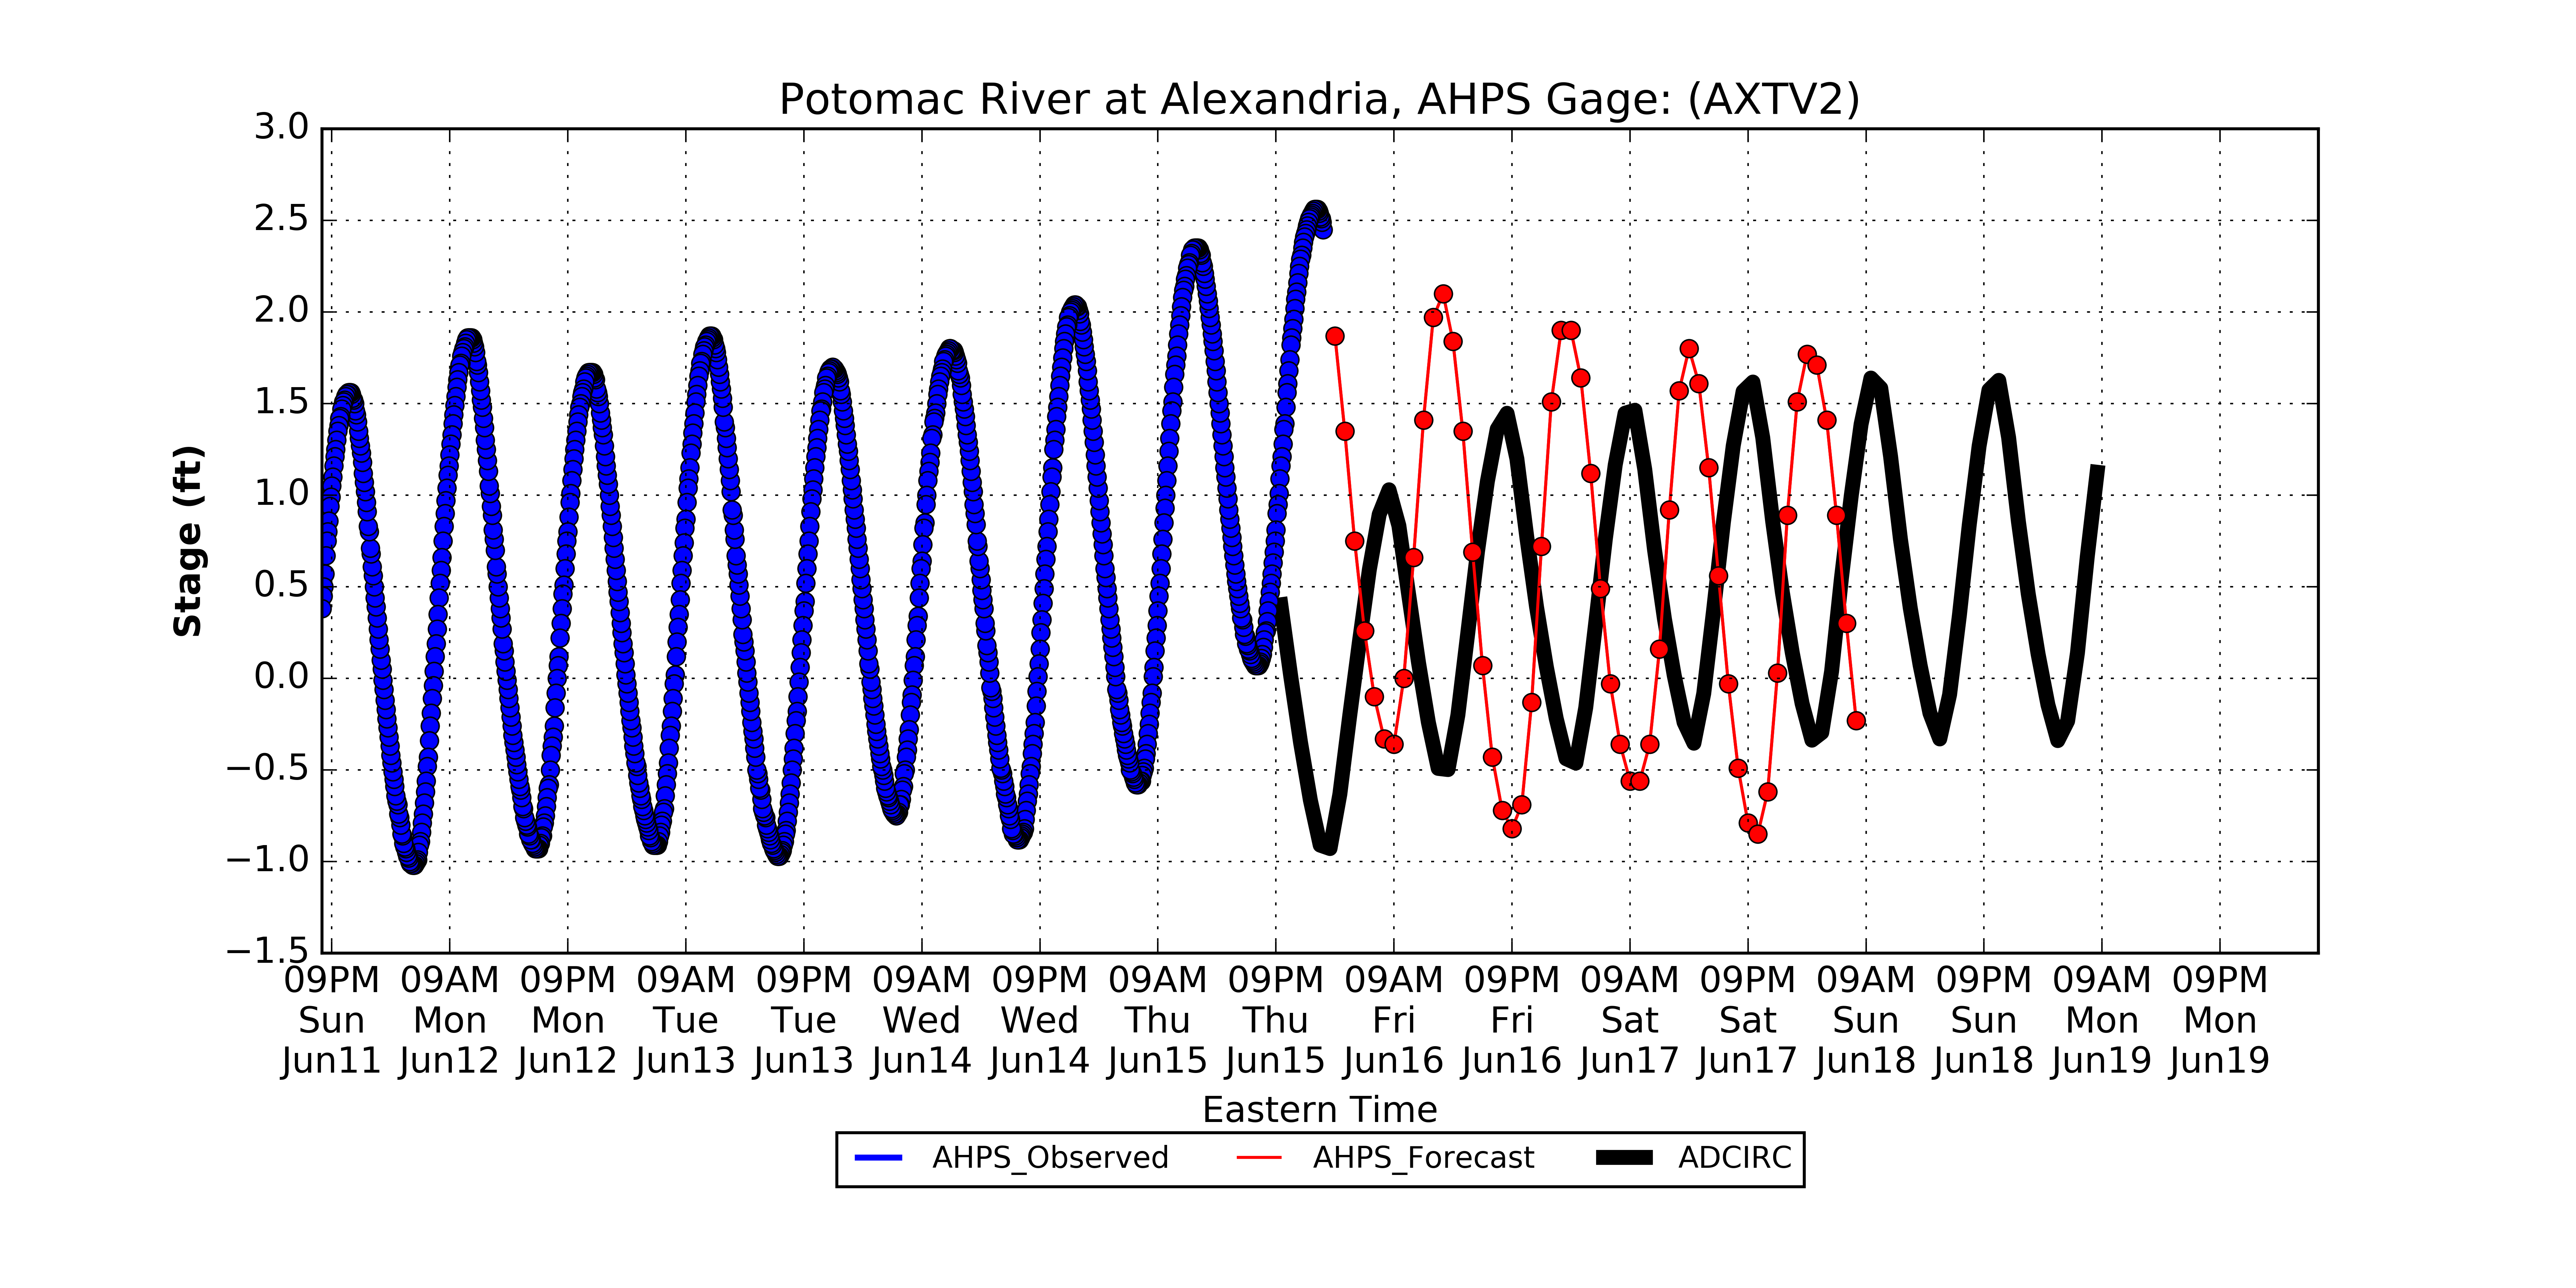 Potomac River at Alexandria, AHPS Gage: (AXTV2)
3.0
2.5
2.0
1.5
1.0
0.5
0.0
−0.5
−1.0
−1.5
Stage (ft)
09PM 09AM 09PM 09AM 09PM 09AM 09PM 09AM 09PM 09AM 09PM 09AM 09PM 09AM 09PM 09AM 09PM
Sun Mon Mon Tue Tue Wed Wed Thu Thu Fri Fri Sat Sat Sun Sun Mon Mon
Jun11 Jun12 Jun12 Jun13 Jun13 Jun14 Jun14 Jun15 Jun15 Jun16 Jun16 Jun17 Jun17 Jun18 Jun18 Jun19 Jun19
Eastern Time
AHPS_Observed AHPS_Forecast ADCIRC